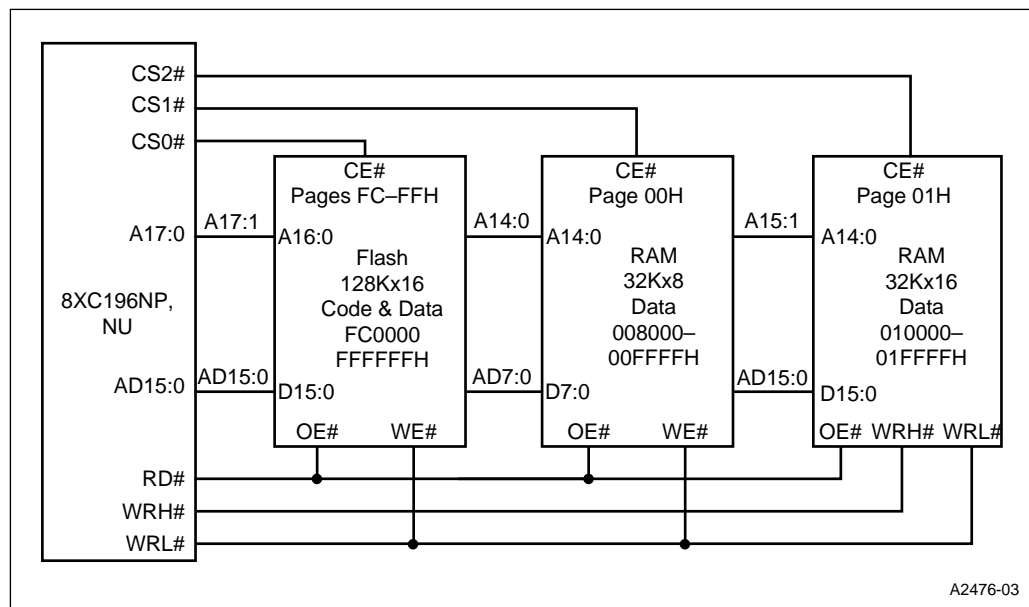 CS2#
CS1#
CS0#
A17:0
8XC196NP,
NU
AD15:0
RD#
WRH#
WRL#
A17:1
AD15:0
CE#
Pages FC–FFH
A16:0
Flash
128Kx16
Code & Data
FC0000
FFFFFFH
D15:0
OE# WE#
A14:0
AD7:0
CE#
Page 00H
A14:0
RAM
32Kx8
Data
008000–
00FFFFH
D7:0
OE# WE#
A15:1
AD15:0
CE#
Page 01H
A14:0
RAM
32Kx16
Data
010000–
01FFFFH
D15:0
OE# WRH# WRL#
A2476-03